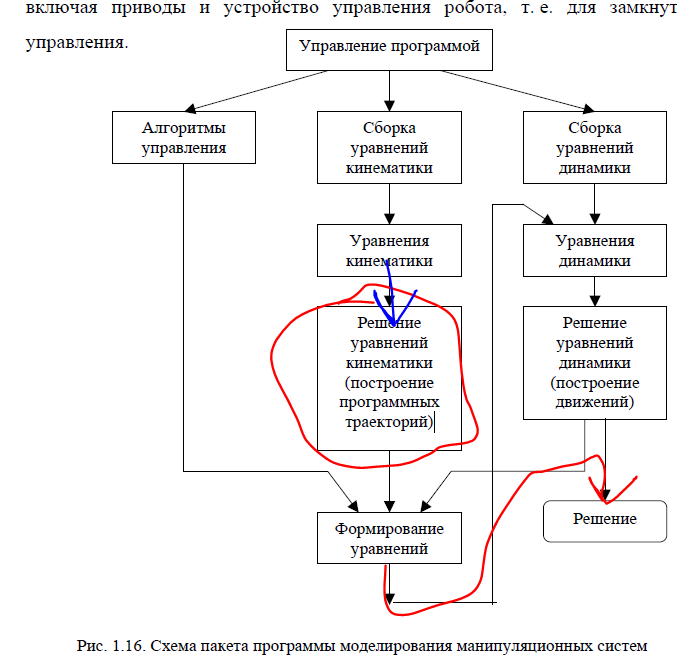 включая приводы и устройство управления робота, т. е. для замкнут
управления.
Управление программой
Алгоритмы
управления
Сборка
уравнений
кинематики
Сборка
уравнений
динамики
Уравнения
кинематики
Уравнения
динамики
Решение
уравнений
кинематики
(построение
программных
траекторий)
Решение
уравнений
динамики
(построение
движений)
Формирование
уравнений
Решение
Рис. 1.16. Схема пакета программы моделирования манипуляционных систем